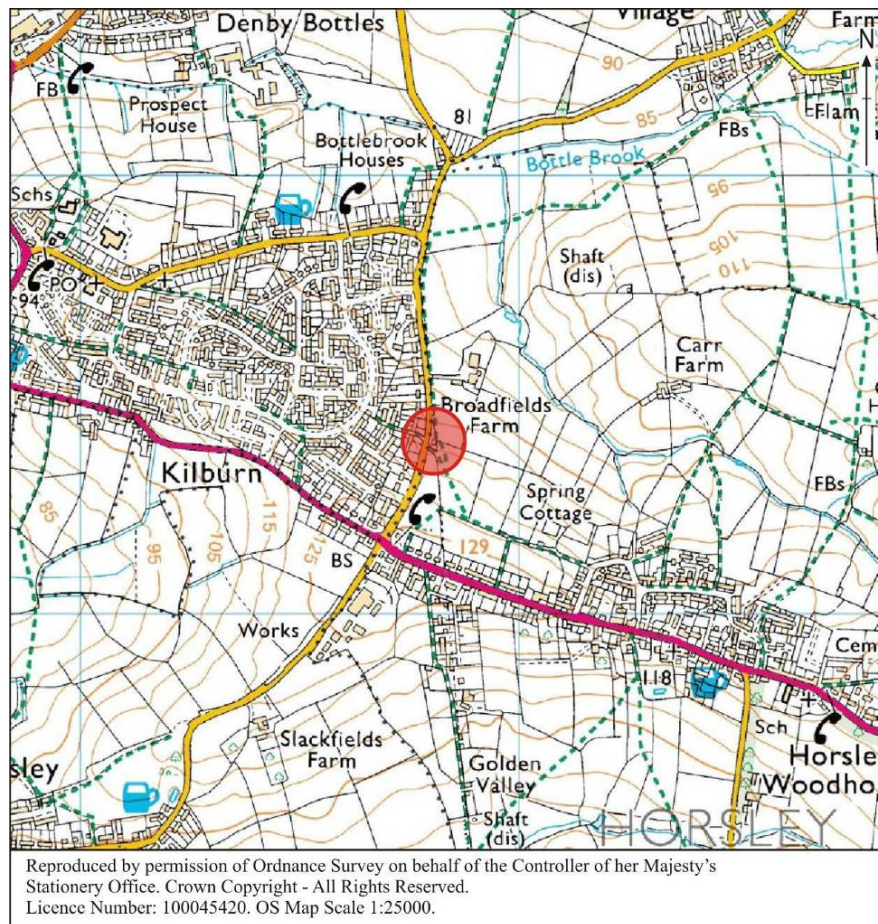 Denby Bottles
Village
Farm
N
90
FB
Prospect
House
81
85
Flam
FBs
Bottlebrook
Houses
Bottle Brook
95
Schs
105
110
Shaft
(dis)
PO
94
Carr
Farm
Broadfields
Farm
Kilburn
FBs
Spring
Cottage
85
95
105
115
125
129
BS
Works
118
Cem
Sch
Slackfields
Farm
Horsle
Woodho
sley
Golden
Valley
Shaft
(dis)
HORSLEY
Reproduced by permission of Ordnance Survey on behalf of the Controller of her Majesty's
Stationery Office. Crown Copyright - All Rights Reserved.
Licence Number: 100045420. OS Map Scale 1:25000.